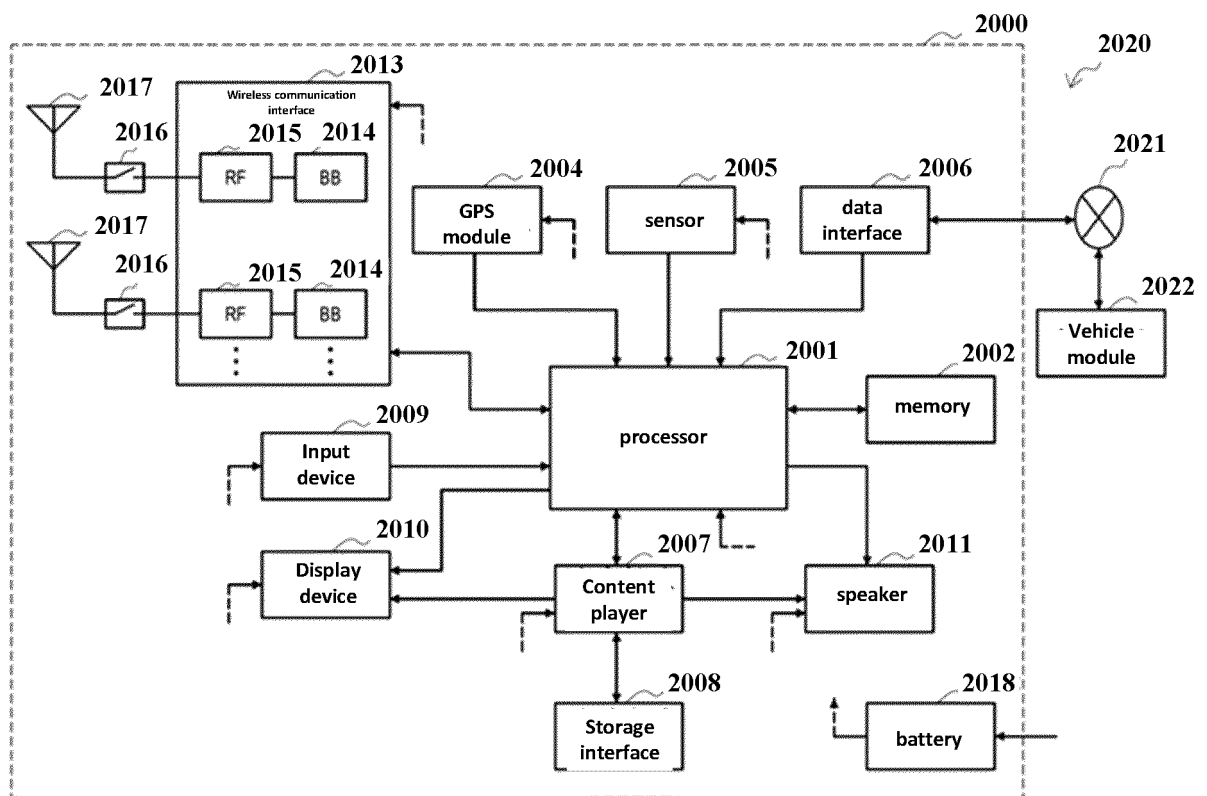 2000
2020
2013
2017
Wireless communication
interface
2016
2015
2014
RF
BB
2004
GPS
module
2005
sensor
2006
data
interface
2021
2017
2016
2015
2014
RF
BB
2022
Vehicle
module
2001
processor
2002
memory
2009
Input
device
2010
Display
device
2007
Content
player
2011
speaker
2008
Storage
interface
2018
battery